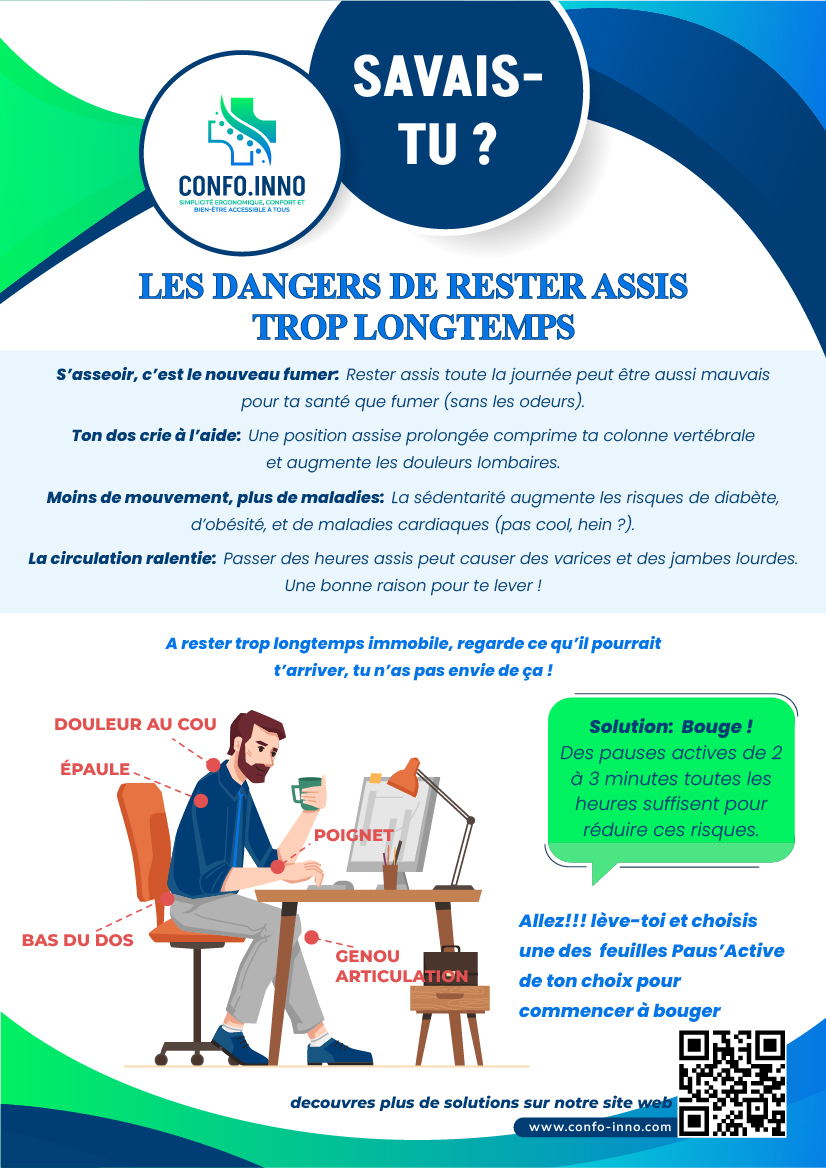 SAVAIS-
TU ?
CONFO.INNO
SIMPLICITÉ ERGONOMIQUE, CONFORT ET
BIEN-ÊTRE ACCESSIBLE À TOUS
LES DANGERS DE RESTER ASSIS
TROP LONGTEMPS
S’asseoir, c’est le nouveau fumer: Rester assis toute la journée peut être aussi mauvais
pour ta santé que fumer (sans les odeurs).
Ton dos crie à l’aide: Une position assise prolongée comprime ta colonne vertébrale
et augmente les douleurs lombaires.
Moins de mouvement, plus de maladies: La sédentarité augmente les risques de diabète,
d’obésité, et de maladies cardiaques (pas cool, hein ?).
La circulation ralentie: Passer des heures assis peut causer des varices et des jambes lourdes.
Une bonne raison pour te lever !
A rester trop longtemps immobile, regarde ce qu’il pourrait
t’arriver, tu n’as pas envie de ça !
DOULEUR AU COU
ÉPAULE
POIGNET
BAS DU DOS
GENOU
ARTICULATION
Solution: Bouge !
Des pauses actives de 2
à 3 minutes toutes les
heures suffisent pour
réduire ces risques.
Allez!!! lève-toi et choisis
une des feuilles Paus’Active
de ton choix pour
commencer à bouger
decouvres plus de solutions sur notre site web
www.confo-inno.com